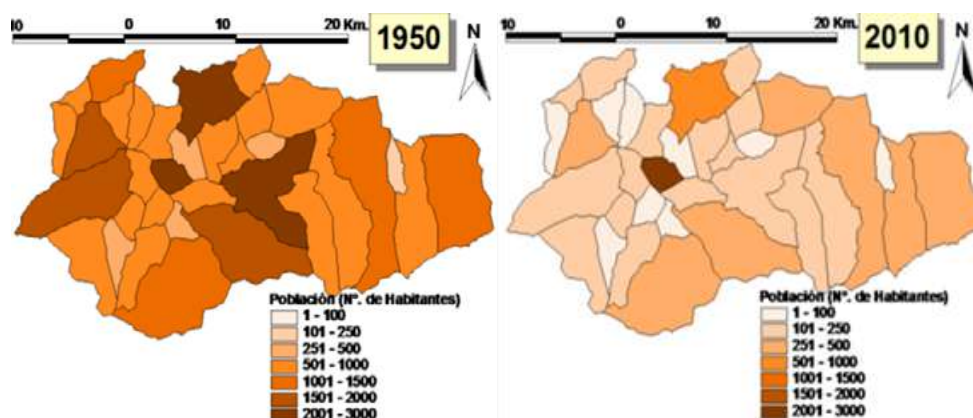 10 0 10 20 Km.
1950
N
Población (Nº. de Habitantes)
1 - 100
101 - 250
251 - 500
501 - 1000
1001 - 1500
1501 - 2000
2001 - 3000
10 0 10 20 Km.
2010
N
Población (Nº. de Habitantes)
1 - 100
101 - 250
251 - 500
501 - 1000
1001 - 1500
1501 - 2000
2001 - 3000